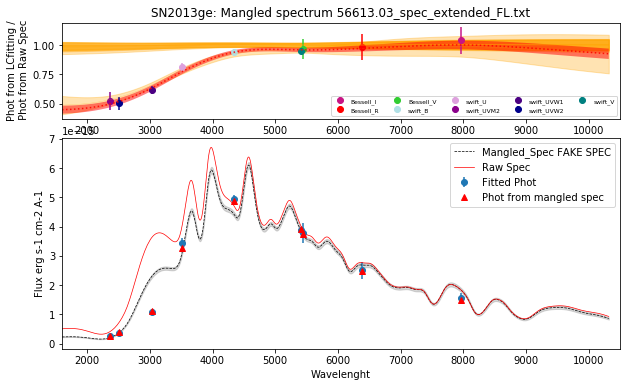 SN2013ge: Mangled spectrum 56613.03_spec_extended_FL.txt
Phot from LCfitting /
Phot from Raw Spec
1.00
0.75
0.50
Bessell_I
Bessell_R
Bessell_V
swift_B
swift_U
swift_UVM2
swift_UVW1
swift_UVW2
swift_V
2000 3000 4000 5000 6000 7000 8000 9000 10000
1e−15
Flux erg s-1 cm-2 A-1
7
6
5
4
3
2
1
0
Mangled_Spec FAKE SPEC
Raw Spec
Fitted Phot
Phot from mangled spec
2000 3000 4000 5000 6000 7000 8000 9000 10000
Wavelenght